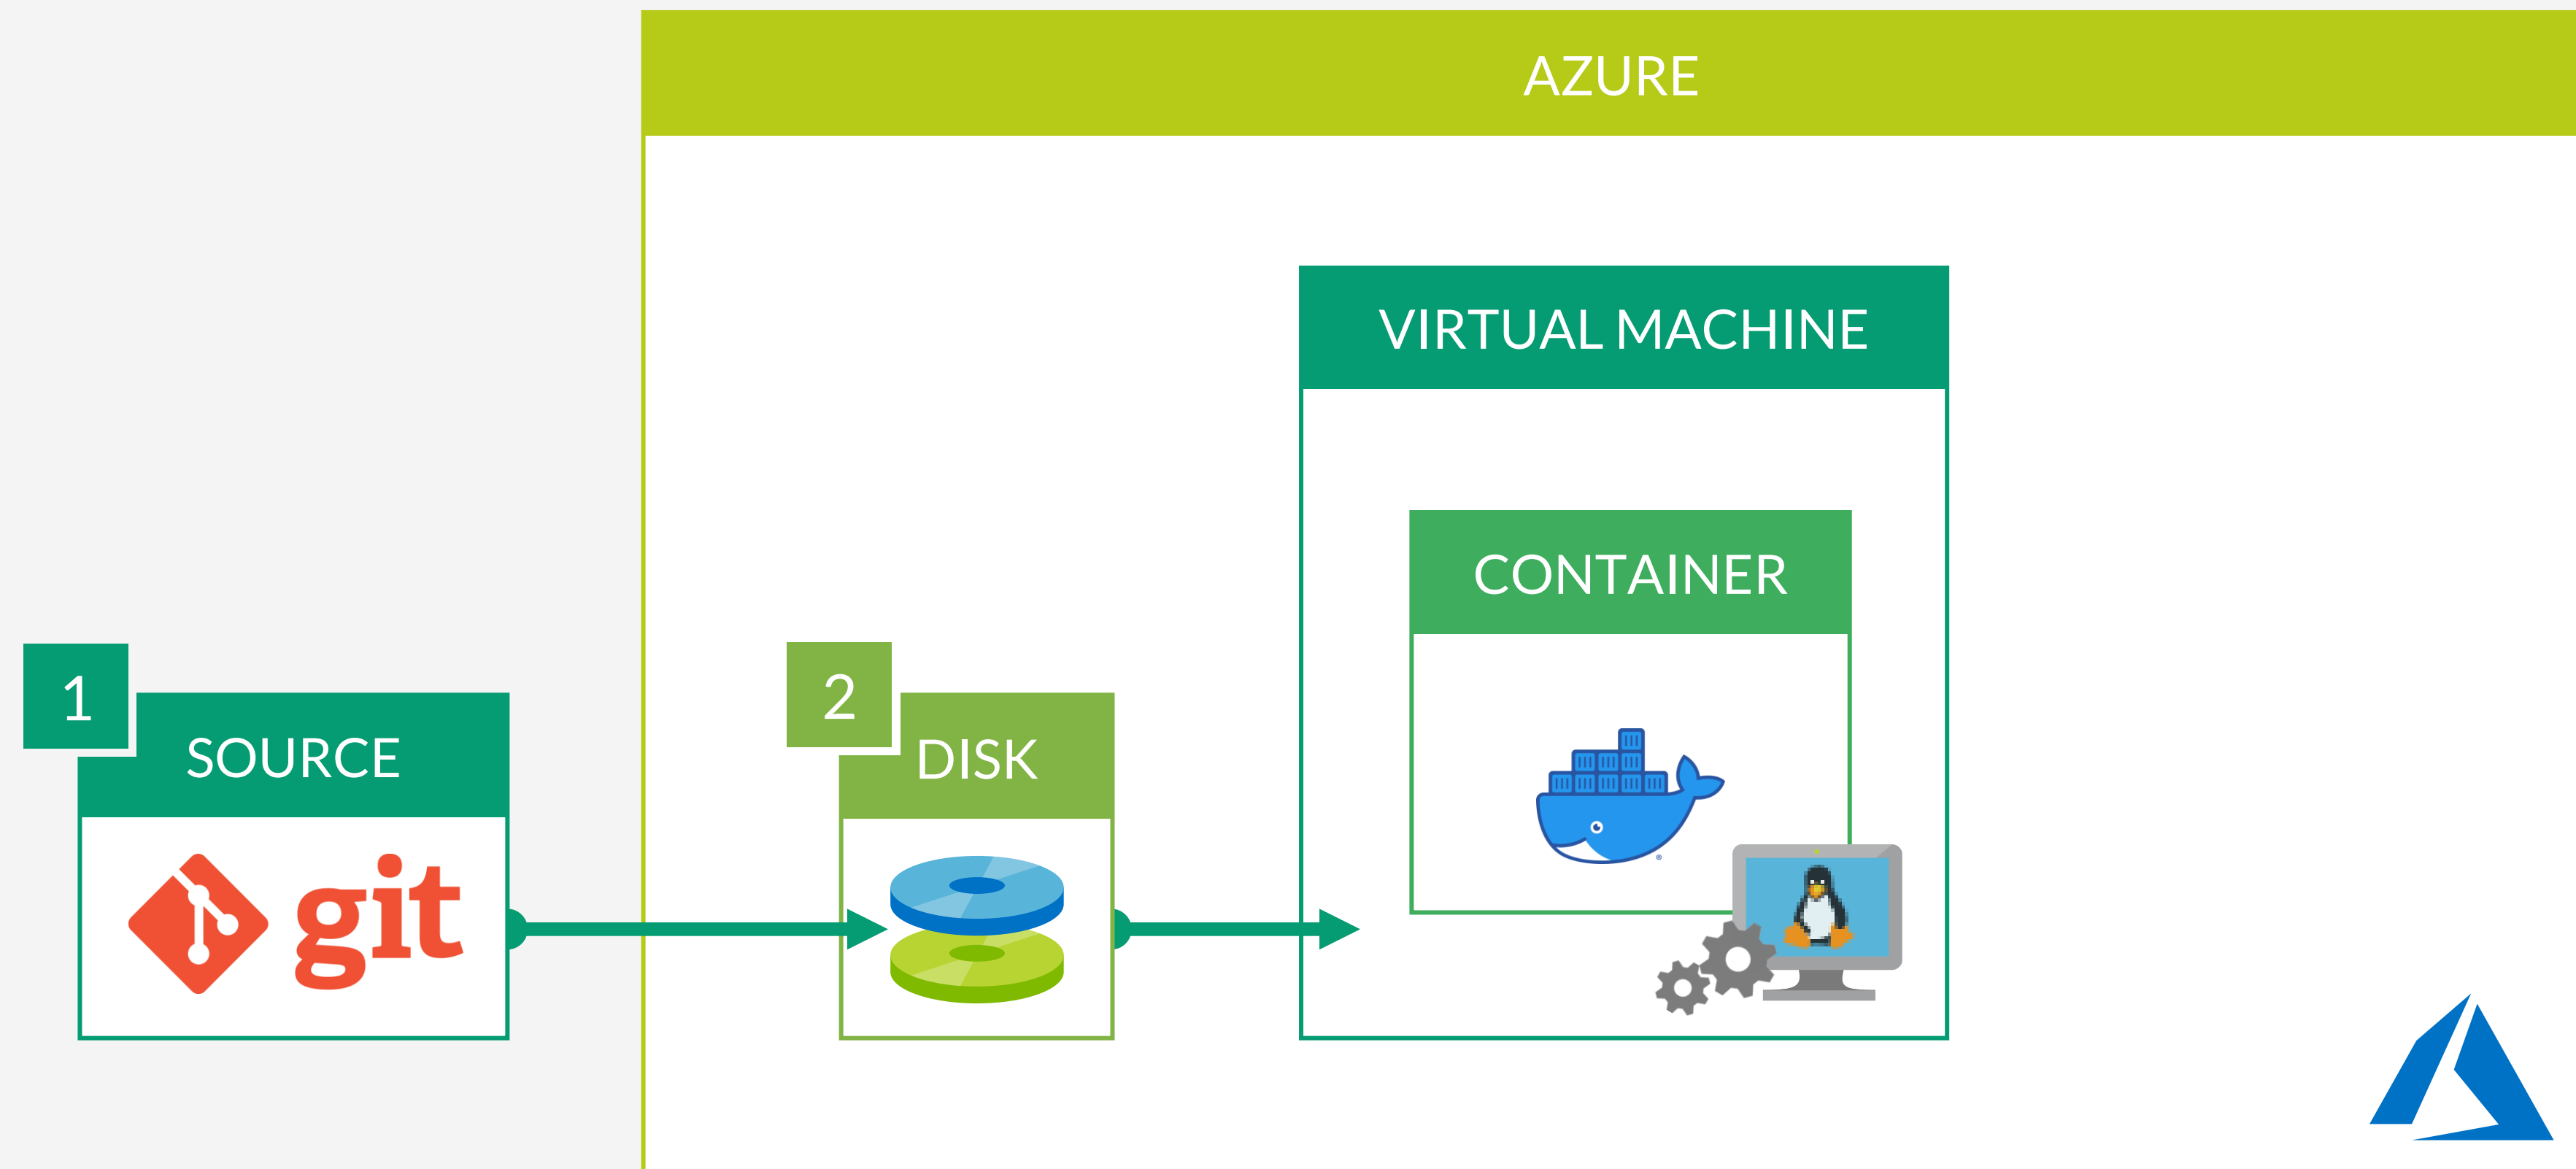 AZURE
VIRTUAL MACHINE
CONTAINER
1
SOURCE
git
2
DISK